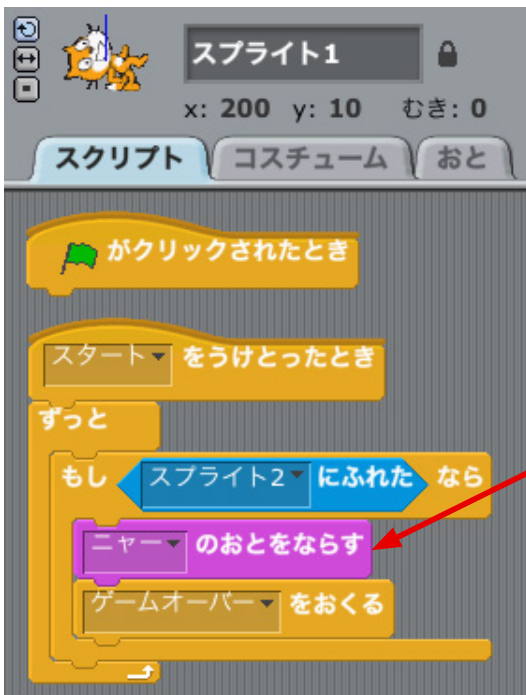 スプライト1
x: 200 y: 10 むき: 0
スクリプト コスチューム おと
がクリックされたとき
スタート をうけとったとき
ずっと
もし スプライト2 にふれた なら
ニャー のおとをならす
ゲームオーバー をおくる